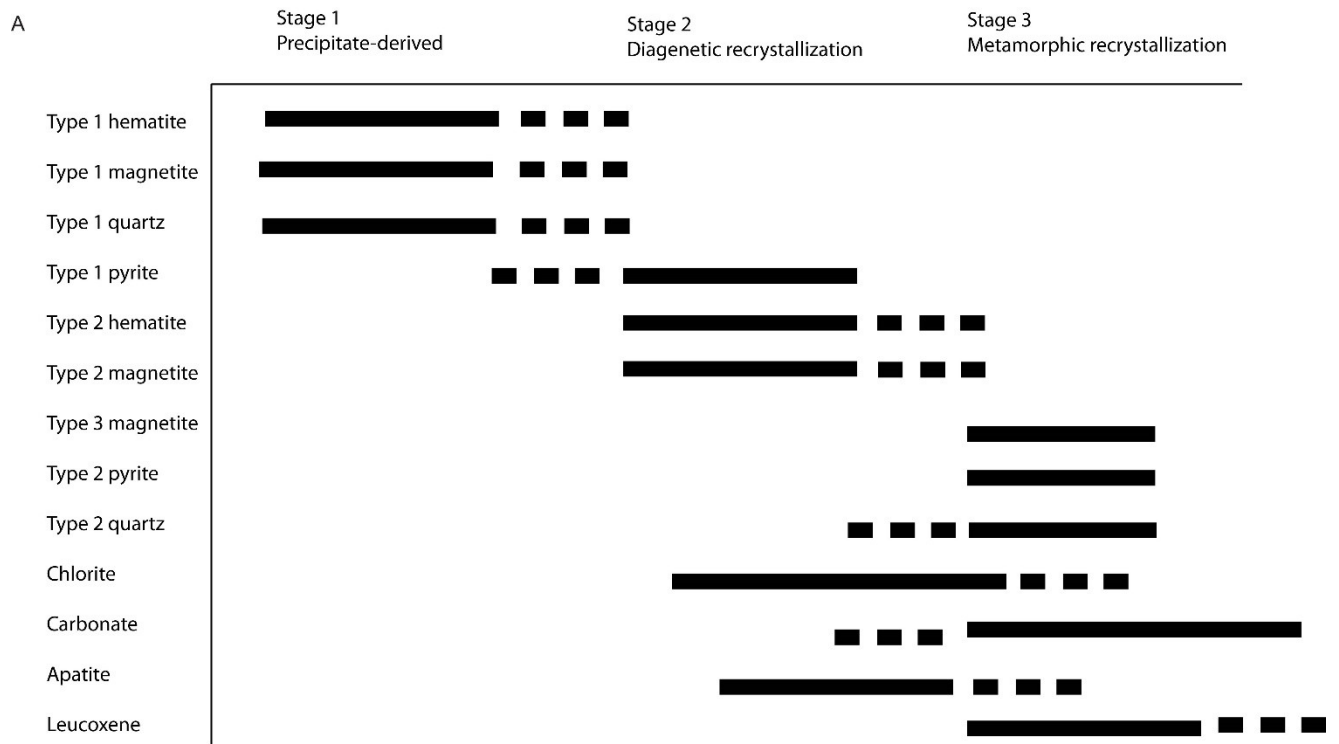 A
Stage 1
Precipitate-derived
Stage 2
Diagenetic recrystallization
Stage 3
Metamorphic recrystallization
Type 1 hematite
Type 1 magnetite
Type 1 quartz
Type 1 pyrite
Type 2 hematite
Type 2 magnetite
Type 3 magnetite
Type 2 pyrite
Type 2 quartz
Chlorite
Carbonate
Apatite
Leucoxene